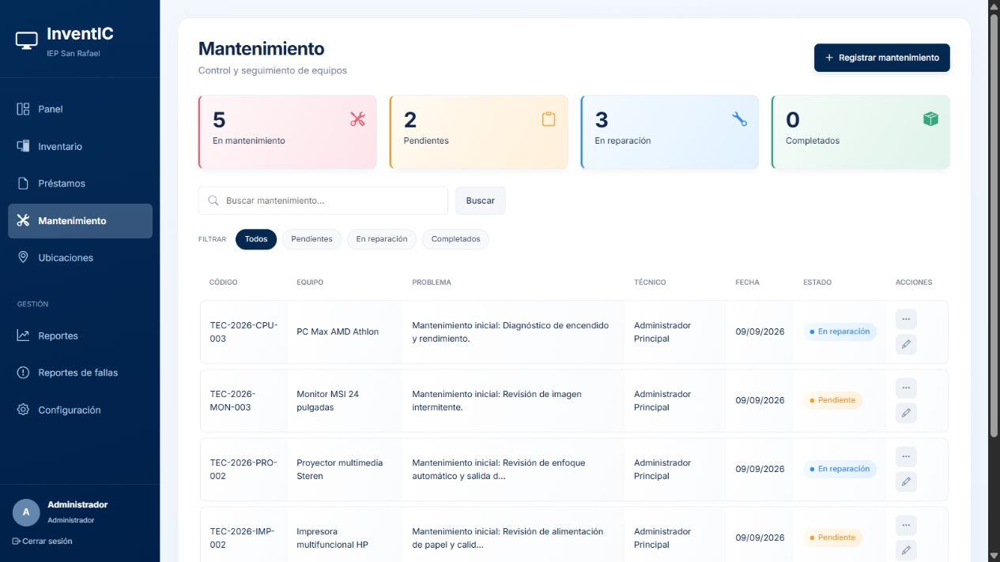 InventIC
IEP San Rafael
Panel
Inventario
Préstamos
Mantenimiento
Ubicaciones
GESTIÓN
Reportes
Reportes de fallas
Configuración
A
Administrador
Administrador
Cerrar sesión
Mantenimiento
Control y seguimiento de equipos
+ Registrar mantenimiento
5
En mantenimiento
2
Pendientes
3
En reparación
0
Completados
Buscar mantenimiento...
Buscar
FILTRAR Todos Pendientes En reparación Completados
CÓDIGO EQUIPO PROBLEMA TÉCNICO FECHA ESTADO ACCIONES
TEC-2026-CPU-
003
PC Max AMD Athlon
Mantenimiento inicial: Diagnóstico de encendido
y rendimiento.
Administrador
Principal
09/09/2026
En reparación
...
TEC-2026-
MON-003
Monitor MSI 24
pulgadas
Mantenimiento inicial: Revisión de imagen
intermitente.
Administrador
Principal
09/09/2026
Pendiente
...
TEC-2026-PRO-
002
Proyector multimedia
Steren
Mantenimiento inicial: Revisión de enfoque
automático y salida d...
Administrador
Principal
09/09/2026
En reparación
...
TEC-2026-IMP-
002
Impresora
multifuncional HP
Mantenimiento inicial: Revisión de alimentación
de papel y calid...
Administrador
Principal
09/09/2026
Pendiente
...